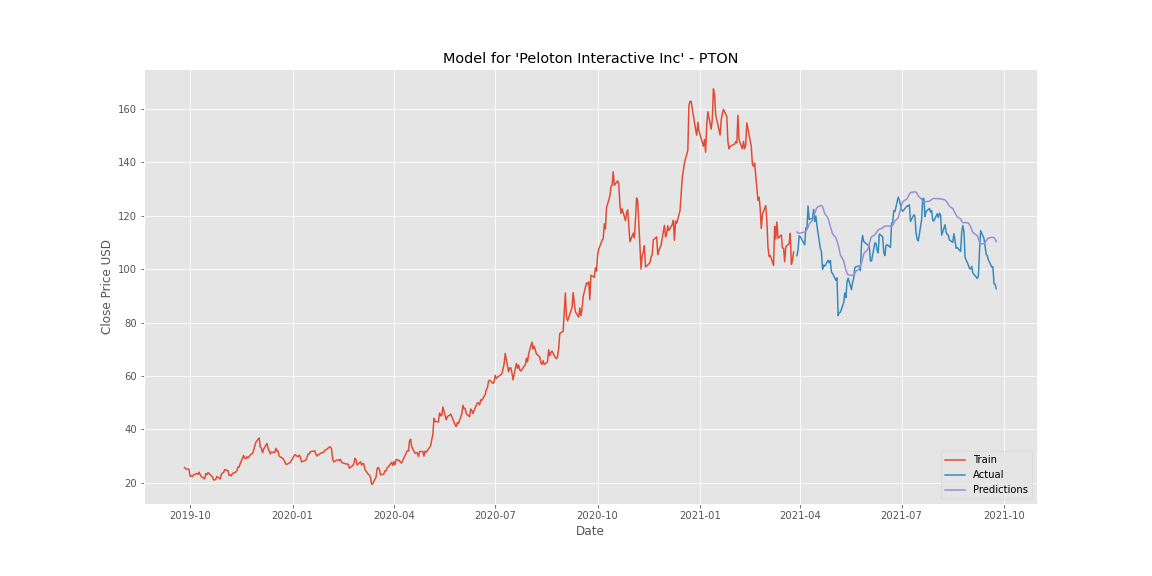 Model for 'Peloton Interactive Inc' - PTON
Close Price USD
160
140
120
100
80
60
40
20
2019-10
2020-01
2020-04
2020-07
2020-10
2021-01
2021-04
2021-07
2021-10
Date
Train
Actual
Predictions